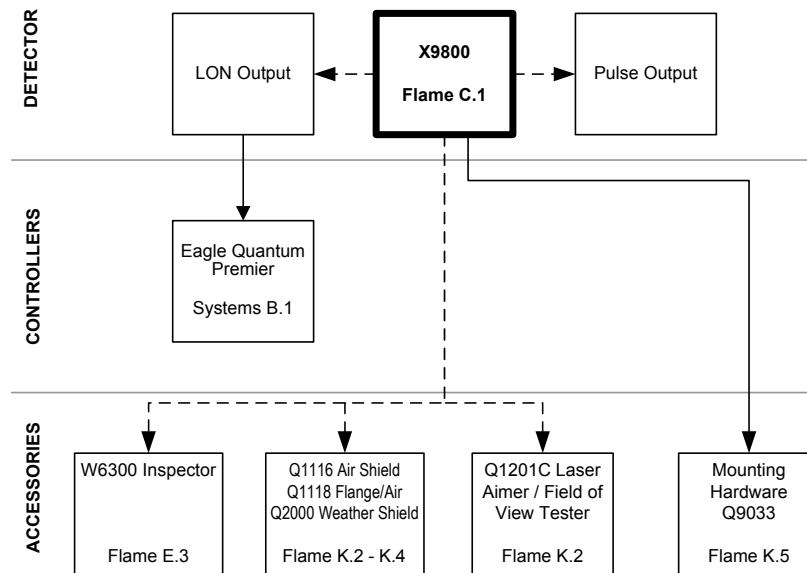 DETECTOR
LON Output
X9800
Flame C.1
Pulse Output
CONTROLLERS
Eagle Quantum
Premier
Systems B.1
ACCESSORIES
W6300 Inspector
Flame E.3
Q1116 Air Shield
Q1118 Flange/Air
Q2000 Weather Shield
Flame K.2 - K.4
Q1201C Laser
Aimer / Field of
View Tester
Flame K.2
Mounting
Hardware
Q9033
Flame K.5